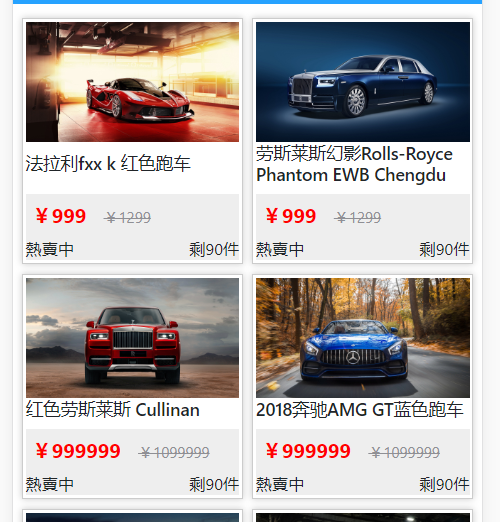 法拉利fxx k 红色跑车
￥999 ￥1299
熱賣中 剩90件
劳斯莱斯幻影Rolls-Royce
Phantom EWB Chengdu
￥999 ￥1299
熱賣中 剩90件
红色劳斯莱斯 Cullinan
￥999999 ￥1099999
熱賣中 剩90件
2018奔驰AMG GT蓝色跑车
￥999999 ￥1099999
熱賣中 剩90件